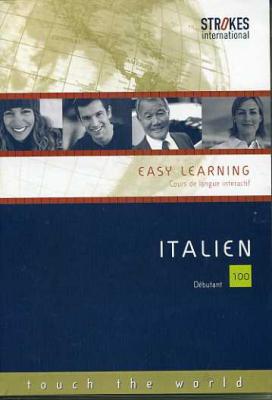 STROKES
international
EASY LEARNING
Cours de langue interactif
ITALIEN
Débutant 100
touch the world